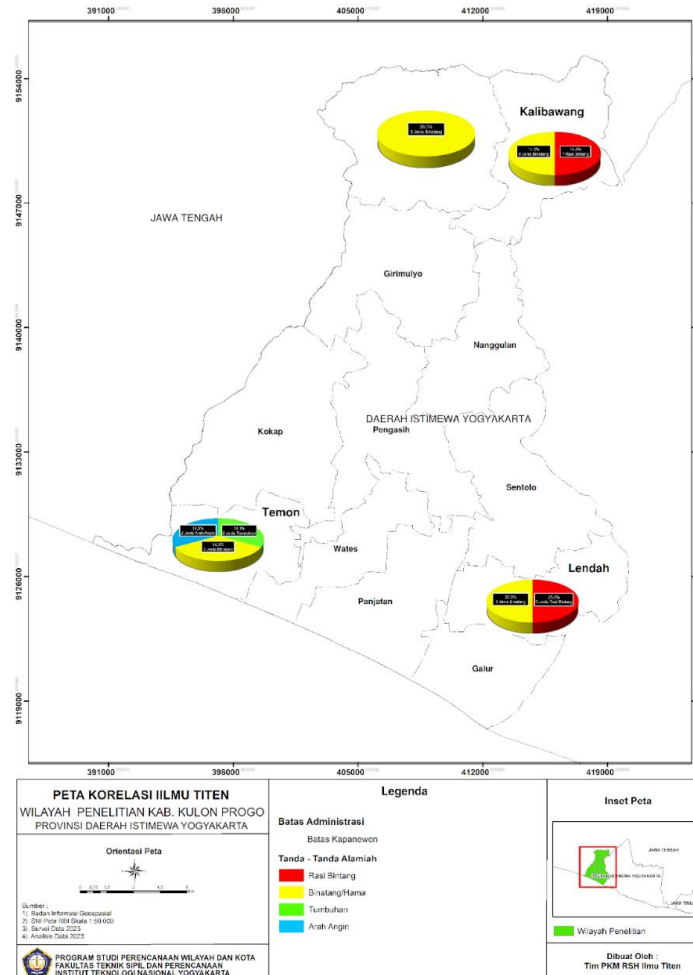 391000 398000 405000 412000 419000
9154000
9147000
9140000
9133000
9126000
9119000
Kalibawang
JAWA TENGAH
Girimulyo
Nanggulan
DAERAH ISTIMEWA YOGYAKARTA
Pengasih
Kokap
Sentolo
Temon
Wates
Lendah
Panjatan
Galur
391000 398000 405000 412000 419000
PETA KORELASI IILMU TITEN
WILAYAH PENELITIAN KAB. KULON PROGO
PROVINSI DAERAH ISTIMEWA YOGYAKARTA
Orientasi Peta
Sumber :
1) Badan Informasi Geospasial
2) SNI Peta RBI Skala 1:50.000
3) Survei Data 2023
4) Analisis Data 2023
PROGRAM STUDI PERENCANAAN WILAYAH DAN KOTA
FAKULTAS TEKNIK SIPIL DAN PERENCANAAN
INSTITUT TEKNOLOGI NASIONAL YOGYAKARTA
Legenda
Batas Administrasi
Batas Kapanewon
Tanda - Tanda Alamiah
Rasi Bintang
Binatang/Hama
Tumbuhan
Arah Angin
Inset Peta
JAWA TENGAH
Wilayah Penelitian
Dibuat Oleh :
Tim PKM RSH Ilmu Titen